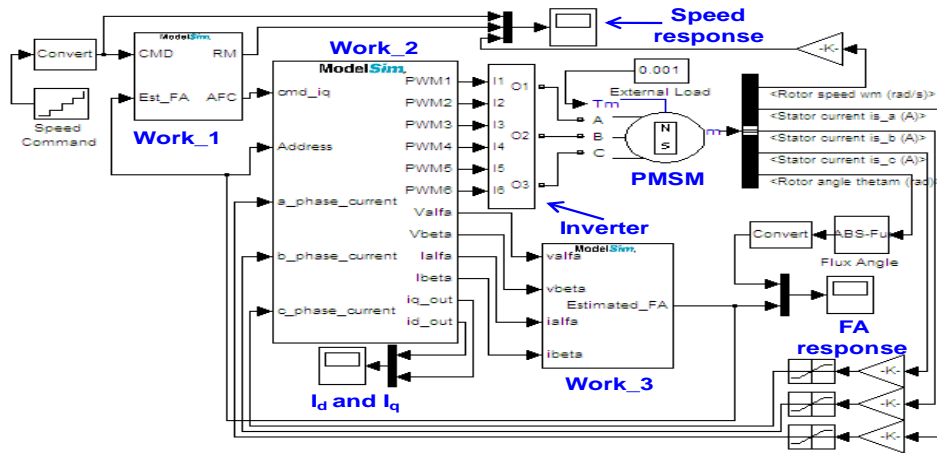 Speed
response
Convert
ModelSim.
CMD
RM
Est_FA
AFC
Work_1
Speed
Command
Work_2
ModelSim.
cmd_iq
Address
a_phase_current
b_phase_current
c_phase_current
PWM1
PWM2
PWM3
PWM4
PWM5
PWM6
Valfa
Vbeta
Ialfa
Ibeta
iq_out
id_out
I1
I2
I3
I4
I5
I6
O1
O2
O3
Inverter
0.001
External Load
Tm
A
B
C
N
S
m
PMSM
-K-
<Rotor speed wm (rad/s)>
<Stator current is_a (A)>
<Stator current is_b (A)>
<Stator current is_c (A)>
<Rotor angle thetam (rad)>
Convert
ABS-Fu
Flux Angle
ModelSim.
valfa
vbeta
ialfa
ibeta
Estimated_FA
Work_3
FA
response
Id and Iq
-K-
-K-
-K-